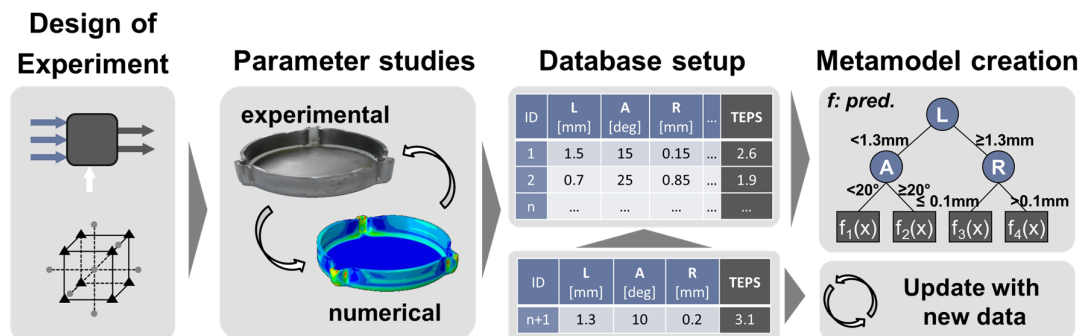 Design of
Experiment
Parameter studies
experimental
numerical
Database setup
ID L A R ... TEPS
[mm] [deg] [mm]
1 1.5 15 0.15 ... 2.6
2 0.7 25 0.85 ... 1.9
n ... ... ... ... ...
ID L A R TEPS
[mm] [deg] [mm]
n+1 1.3 10 0.2 3.1
Metamodel creation
f: pred.
L
<1.3mm ≥1.3mm
A R
<20° ≥20° ≤ 0.1mm >0.1mm
f1(x) f2(x) f3(x) f4(x)
Update with
new data